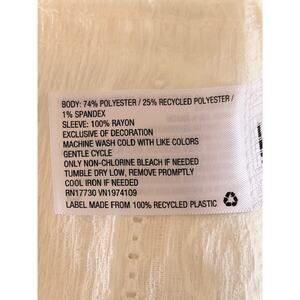 BODY: 74% POLYESTER / 25% RECYCLED POLYESTER /
1% SPANDEX
SLEEVE: 100% RAYON
EXCLUSIVE OF DECORATION
MACHINE WASH COLD WITH LIKE COLORS
GENTLE CYCLE
ONLY NON-CHLORINE BLEACH IF NEEDED
TUMBLE DRY LOW, REMOVE PROMPTLY
COOL IRON IF NEEDED
RN17730 VN1974109
LABEL MADE FROM 100% RECYCLED PLASTIC